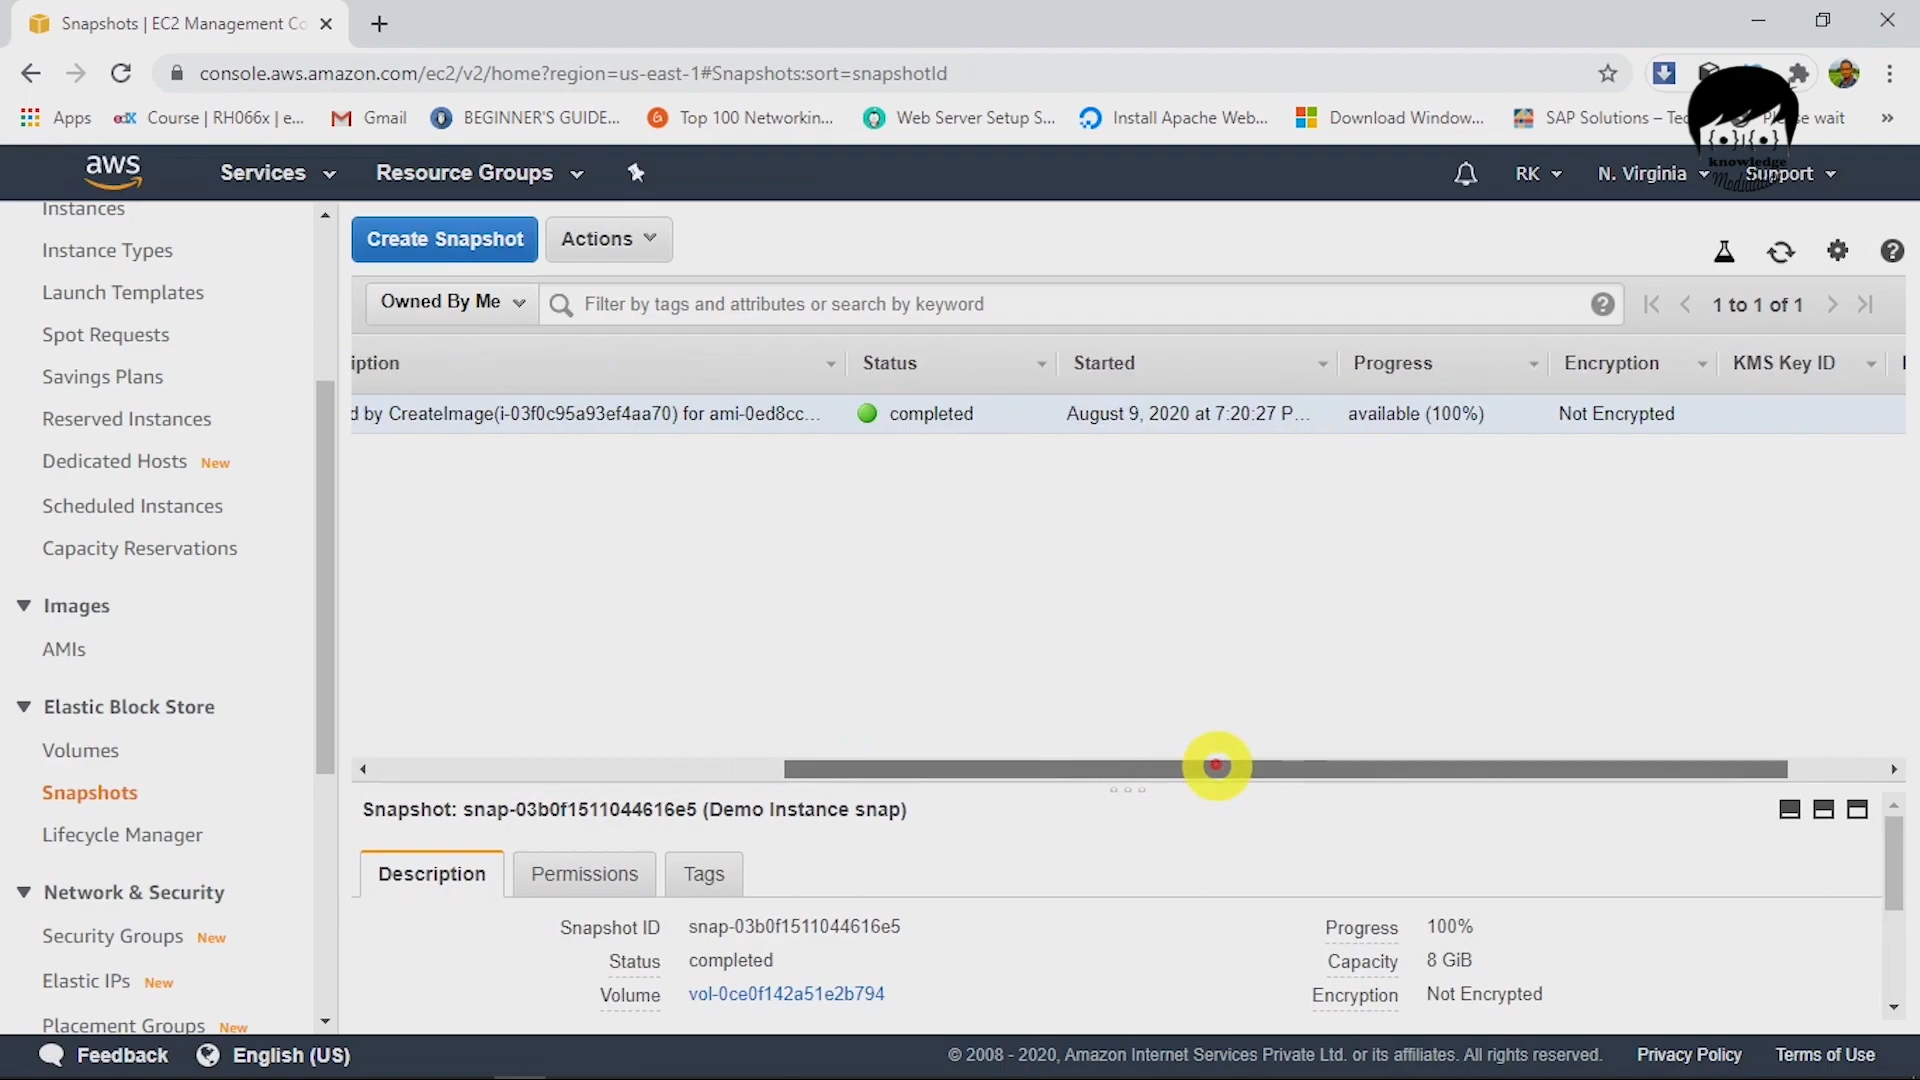 Snapshots | EC2 Management Co
console.aws.amazon.com/ec2/v2/home?region=us-east-1#Snapshots:sort=snapshotId
Apps
edX Course | RH066x | e...
Gmail
BEGINNER'S GUIDE...
Top 100 Networkin...
Web Server Setup S...
Install Apache Web...
Download Window...
SAP Solutions – Tec
wait
»
knowledge
aws
Services
Resource Groups
RK
N. Virginia
Support
Instances
Instance Types
Launch Templates
Spot Requests
Savings Plans
Reserved Instances
Dedicated Hosts New
Scheduled Instances
Capacity Reservations
Images
AMIs
Elastic Block Store
Volumes
Snapshots
Lifecycle Manager
Network & Security
Security Groups New
Elastic IPs New
Placement Groups New
Create Snapshot
Actions
Owned By Me
Filter by tags and attributes or search by keyword
1 to 1 of 1
iption
Status
Started
Progress
Encryption
KMS Key ID
d by CreateImage(i-03f0c95a93ef4aa70) for ami-0ed8cc...
completed
August 9, 2020 at 7:20:27 P...
available (100%)
Not Encrypted
Snapshot: snap-03b0f1511044616e5 (Demo Instance snap)
Description
Permissions
Tags
Snapshot ID snap-03b0f1511044616e5
Progress 100%
Status completed
Capacity 8 GiB
Volume vol-0ce0f142a51e2b794
Encryption Not Encrypted
Feedback
English (US)
© 2008 - 2020, Amazon Internet Services Private Ltd. or its affiliates. All rights reserved.
Privacy Policy
Terms of Use